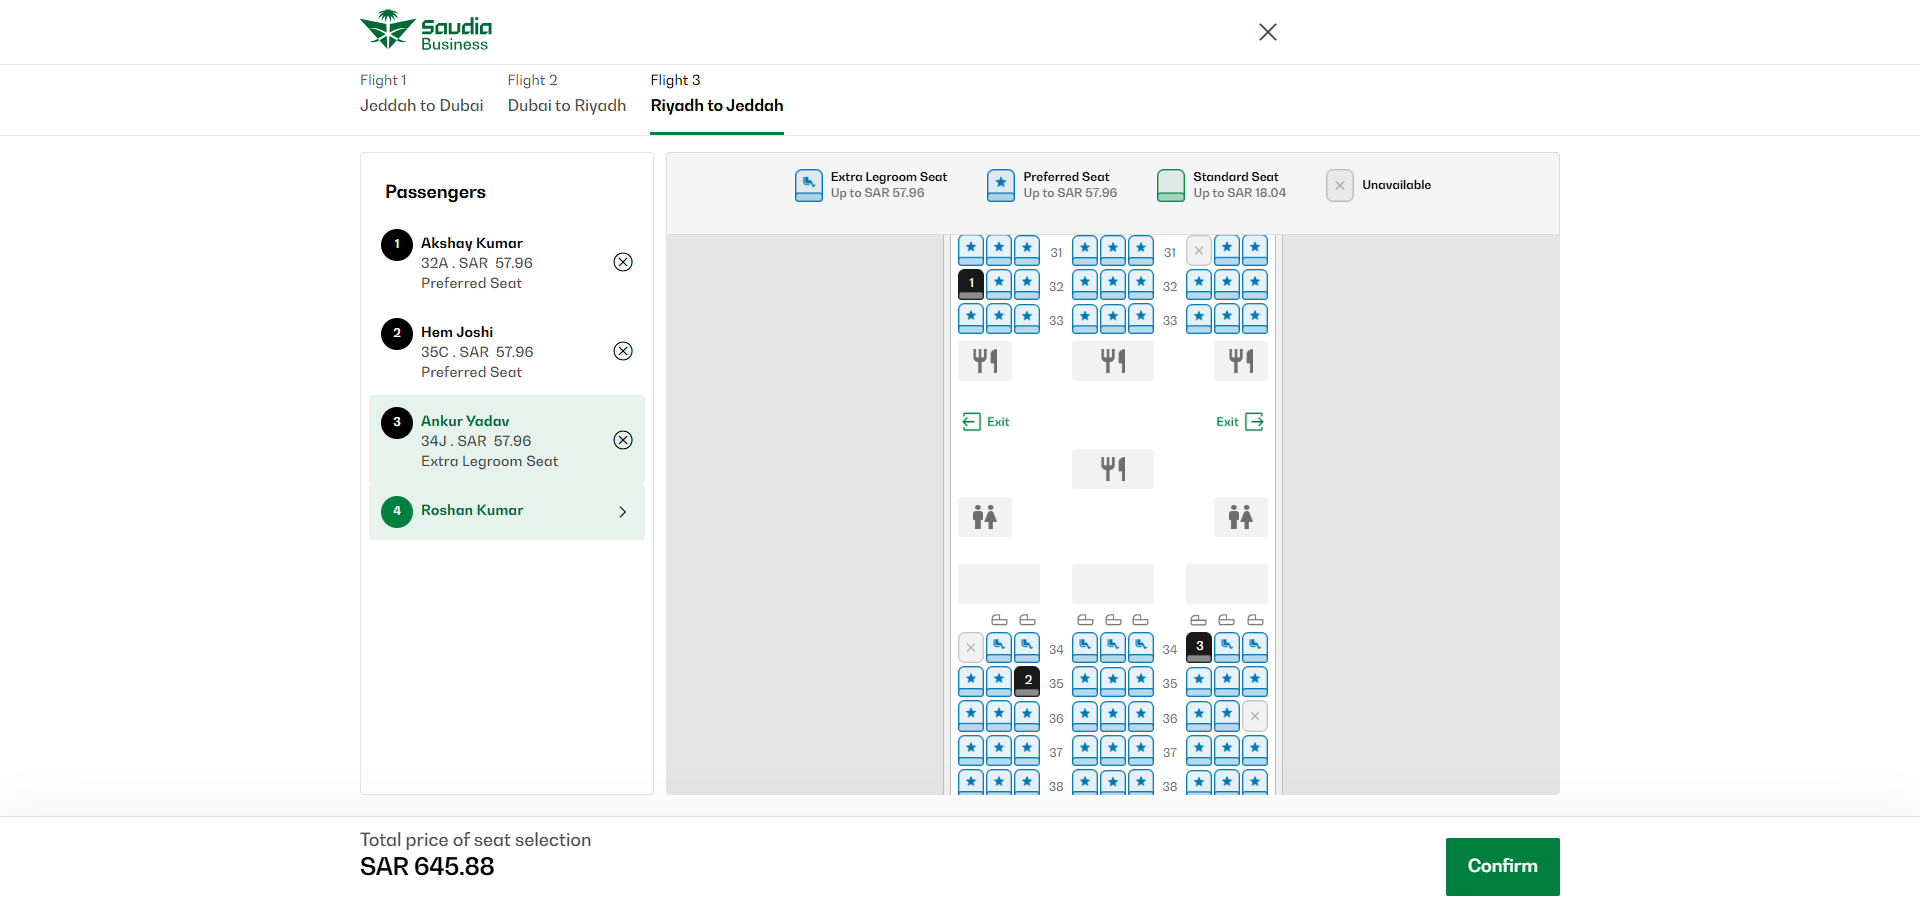 Saudia
Business
Flight 1
Jeddah to Dubai
Flight 2
Dubai to Riyadh
Flight 3
Riyadh to Jeddah
Passengers
1
Akshay Kumar
32A . SAR 57.96
Preferred Seat
2
Hem Joshi
35C . SAR 57.96
Preferred Seat
3
Ankur Yadav
34J . SAR 57.96
Extra Legroom Seat
4
Roshan Kumar
Extra Legroom Seat
Up to SAR 57.96
Preferred Seat
Up to SAR 57.96
Standard Seat
Up to SAR 18.04
Unavailable
31 31
1 32 32
33 33
Exit Exit
34 34 3
2 35 35
36 36
37 37
38 38
Total price of seat selection
SAR 645.88
Confirm